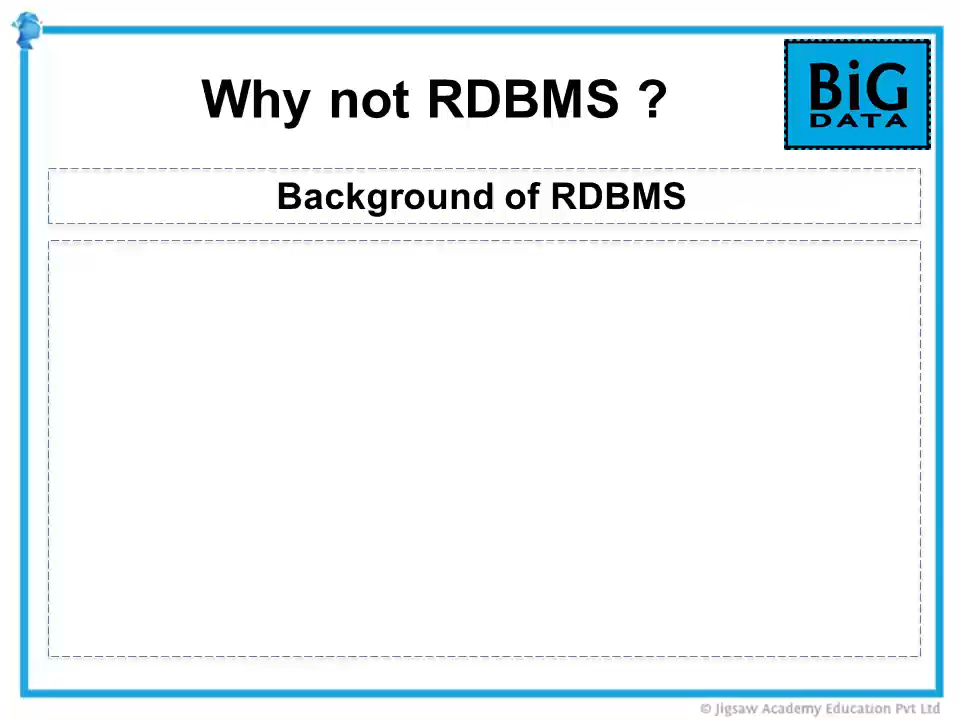 Why not RDBMS ?
BiG
DATA
Background of RDBMS
© Jigsaw Academy Education Pvt Ltd